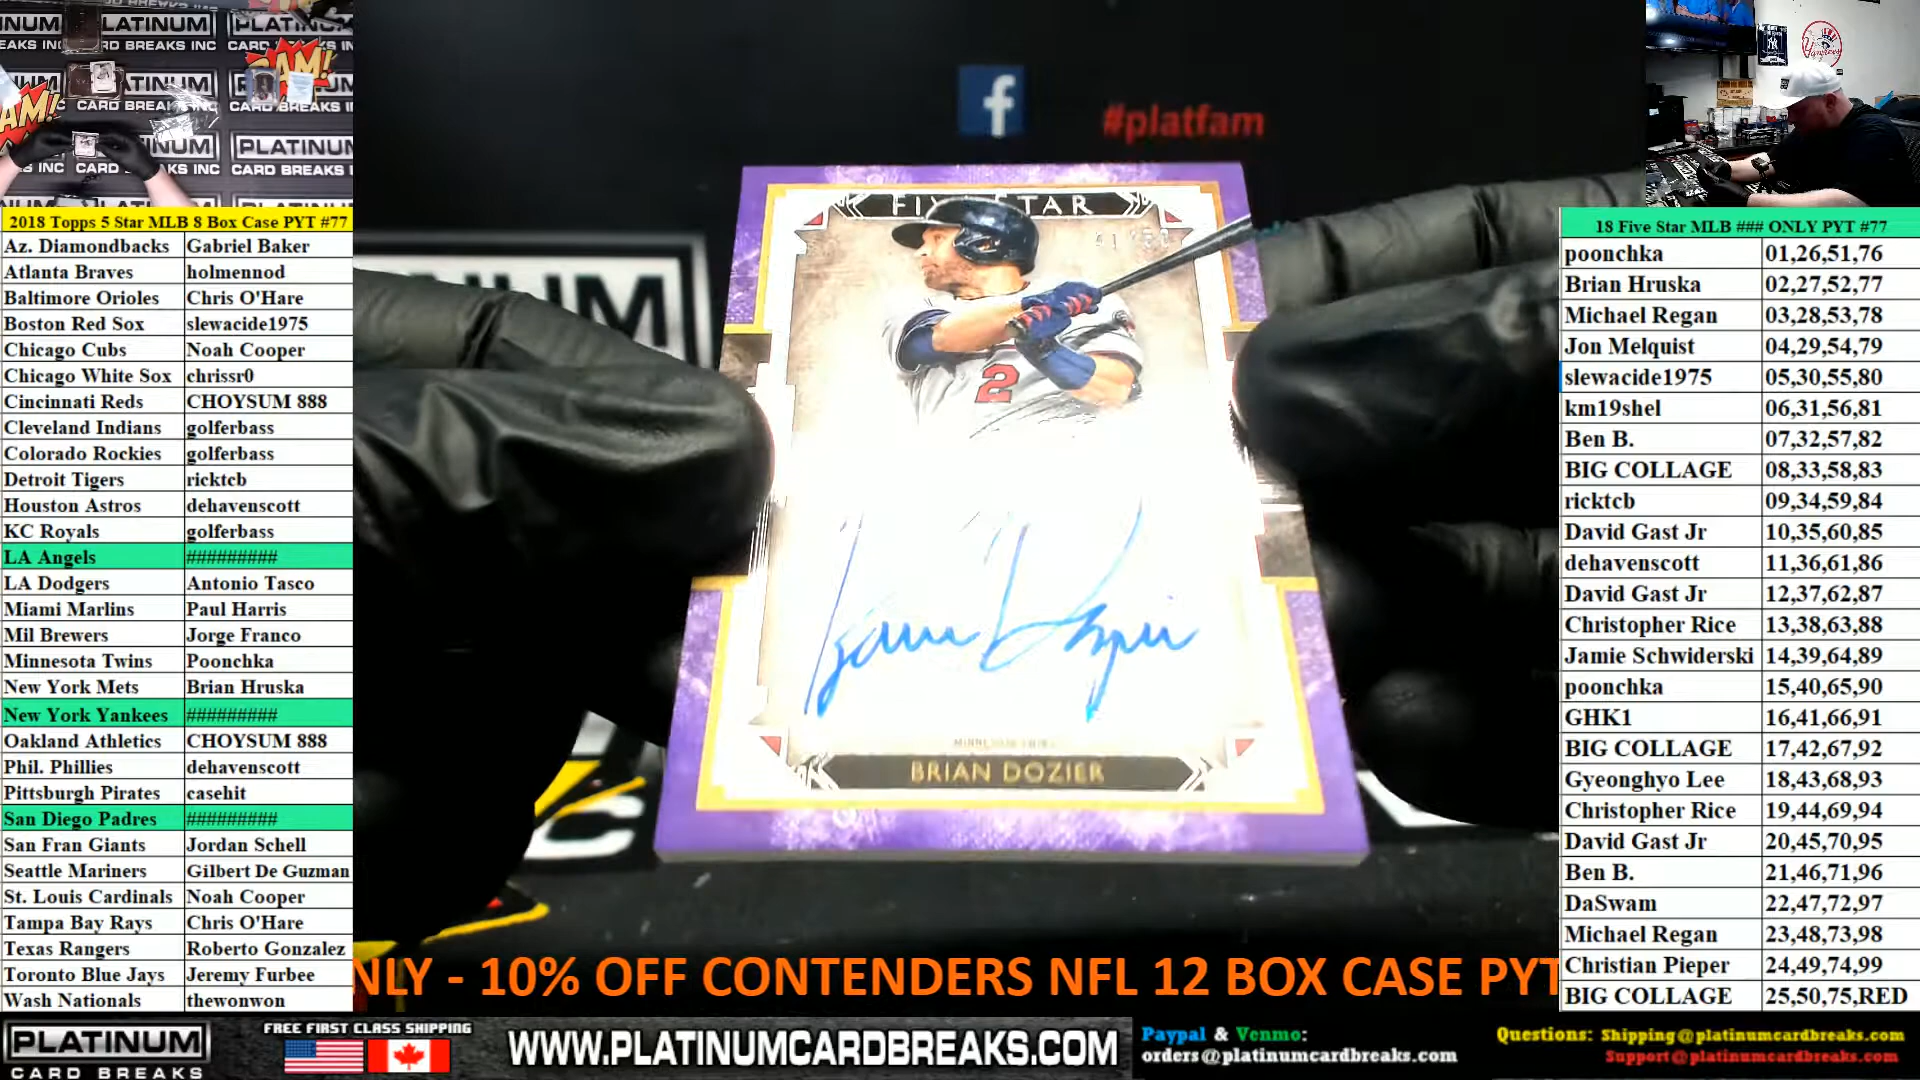 PLATINUM
CARD BREAKS INC
BAM!
2018 Topps 5 Star MLB 8 Box Case PYT #77
Az. Diamondbacks Gabriel Baker
Atlanta Braves holmennod
Baltimore Orioles Chris O'Hare
Boston Red Sox slewacide1975
Chicago Cubs Noah Cooper
Chicago White Sox chrissr0
Cincinnati Reds CHOYSUM 888
Cleveland Indians golferbass
Colorado Rockies golferbass
Detroit Tigers ricktcb
Houston Astros dehavenscott
KC Royals golferbass
LA Angels #########
LA Dodgers Antonio Tasco
Miami Marlins Paul Harris
Mil Brewers Jorge Franco
Minnesota Twins Poonchka
New York Mets Brian Hruska
New York Yankees #########
Oakland Athletics CHOYSUM 888
Phil. Phillies dehavenscott
Pittsburgh Pirates casehit
San Diego Padres #########
San Fran Giants Jordan Schell
Seattle Mariners Gilbert De Guzman
St. Louis Cardinals Noah Cooper
Tampa Bay Rays Chris O'Hare
Texas Rangers Roberto Gonzalez
Toronto Blue Jays Jeremy Furbee
Wash Nationals thewonwon
f #platfam
FIVE STAR
2
BRIAN DOZIER
Yankees
18 Five Star MLB ### ONLY PYT #77
poonchka 01,26,51,76
Brian Hruska 02,27,52,77
Michael Regan 03,28,53,78
Jon Melquist 04,29,54,79
slewacide1975 05,30,55,80
km19shel 06,31,56,81
Ben B. 07,32,57,82
BIG COLLAGE 08,33,58,83
ricktcb 09,34,59,84
David Gast Jr 10,35,60,85
dehavenscott 11,36,61,86
David Gast Jr 12,37,62,87
Christopher Rice 13,38,63,88
Jamie Schwiderski 14,39,64,89
poonchka 15,40,65,90
GHK1 16,41,66,91
BIG COLLAGE 17,42,67,92
Gyeonghyo Lee 18,43,68,93
Christopher Rice 19,44,69,94
David Gast Jr 20,45,70,95
Ben B. 21,46,71,96
DaSwam 22,47,72,97
Michael Regan 23,48,73,98
Christian Pieper 24,49,74,99
BIG COLLAGE 25,50,75,RED
NLY - 10% OFF CONTENDERS NFL 12 BOX CASE PYT
PLATINUM
CARD BREAKS
FREE FIRST CLASS SHIPPING
WWW.PLATINUMCARDBREAKS.COM
Paypal & Venmo:
orders@platinumcardbreaks.com
Questions: Shipping@platinumcardbreaks.com
Support@platinumcardbreaks.com